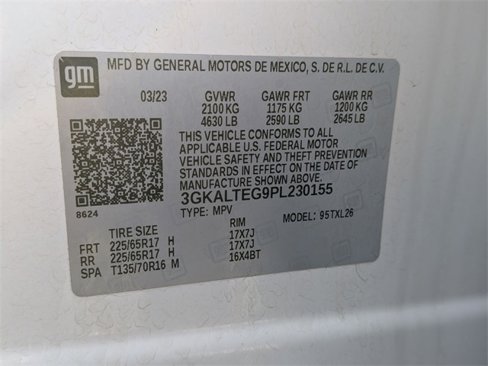 gm
MFD BY GENERAL MOTORS DE MEXICO, S. DE R.L. DE C.V.
03/23 GVWR GAWR FRT GAWR RR
2100 KG 1175 KG 1200 KG
4630 LB 2590 LB 2645 LB
THIS VEHICLE CONFORMS TO ALL
APPLICABLE U.S. FEDERAL MOTOR
VEHICLE SAFETY AND THEFT PREVENTION
STANDARDS IN EFFECT ON THE DATE OF
MANUFACTURE SHOWN ABOVE.
3GKALTEG9PL230155
8624
TYPE: MPV MODEL: 95TXL26
TIRE SIZE RIM
FRT 225/65R17 H 17X7J
RR 225/65R17 H 17X7J
SPA T135/70R16 M 16X4BT